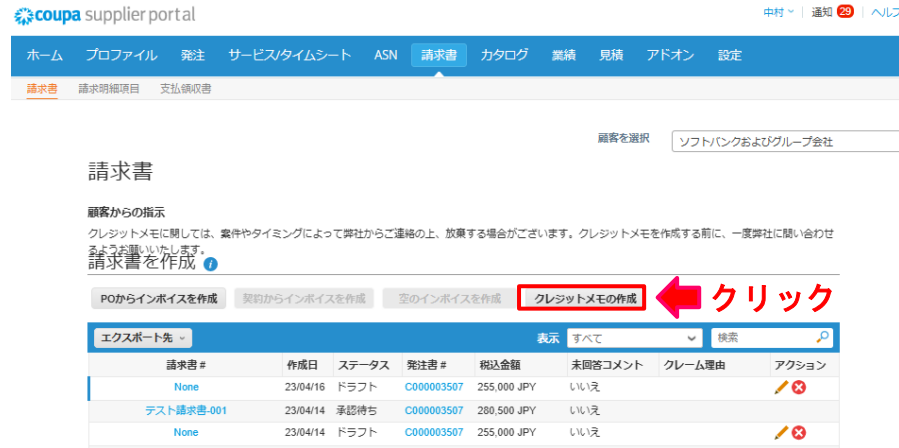 coupa supplier portal
中村 通知 29 ヘルプ
ホーム プロファイル 発注 サービス/タイムシート ASN 請求書 カタログ 業績 見積 アドオン 設定
請求書 請求明細項目 支払領収書
顧客を選択 ソフトバンクおよびグループ会社
請求書
顧客からの指示
クレジットメモに関しては、案件やタイミングによって弊社からご連絡の上、放棄する場合がございます。クレジットメモを作成する前に、一度弊社に問い合わせ
るようお願いいたします。
請求書を作成
POからインボイスを作成 契約からインボイスを作成 空のインボイスを作成 クレジットメモの作成 クリック
エクスポート先 表示 すべて 検索
請求書 # 作成日 ステータス 発注書 # 税込金額 未回答コメント クレーム理由 アクション
None 23/04/16 ドラフト C000003507 255,000 JPY いいえ
テスト請求書-001 23/04/14 承認待ち C000003507 280,500 JPY いいえ
None 23/04/14 ドラフト C000003507 255,000 JPY いいえ